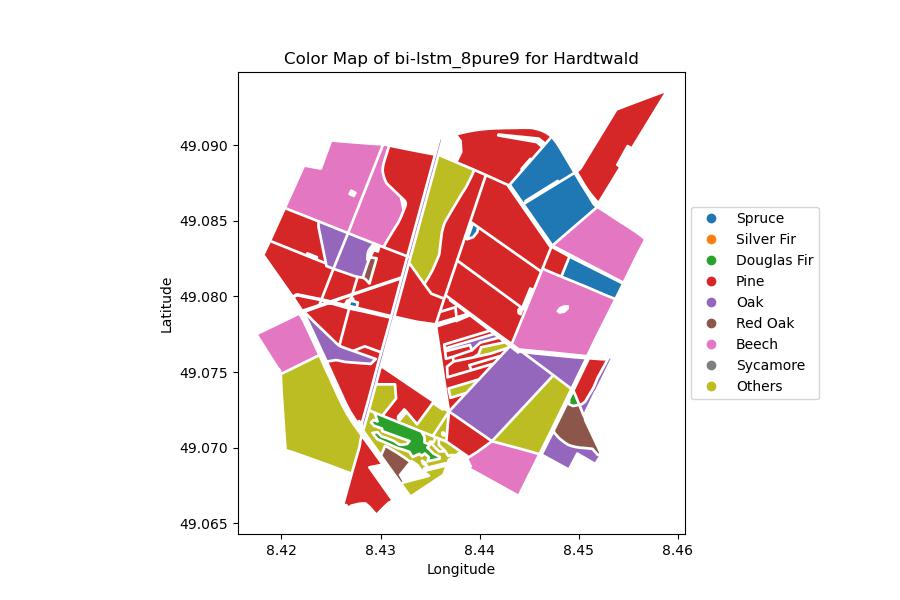 Color Map of bi-lstm_8pure9 for Hardtwald
49.090
49.085
49.080
49.075
49.070
49.065
Latitude
8.42 8.43 8.44 8.45 8.46
Longitude
Spruce
Silver Fir
Douglas Fir
Pine
Oak
Red Oak
Beech
Sycamore
Others